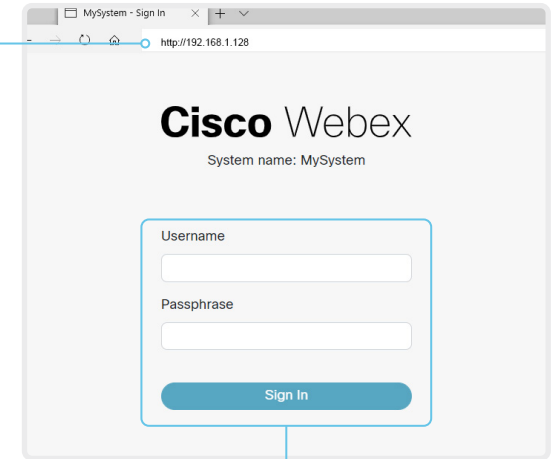 MySystem - Sign In
http://192.168.1.128
Cisco Webex
System name: MySystem
Username
Passphrase
Sign In